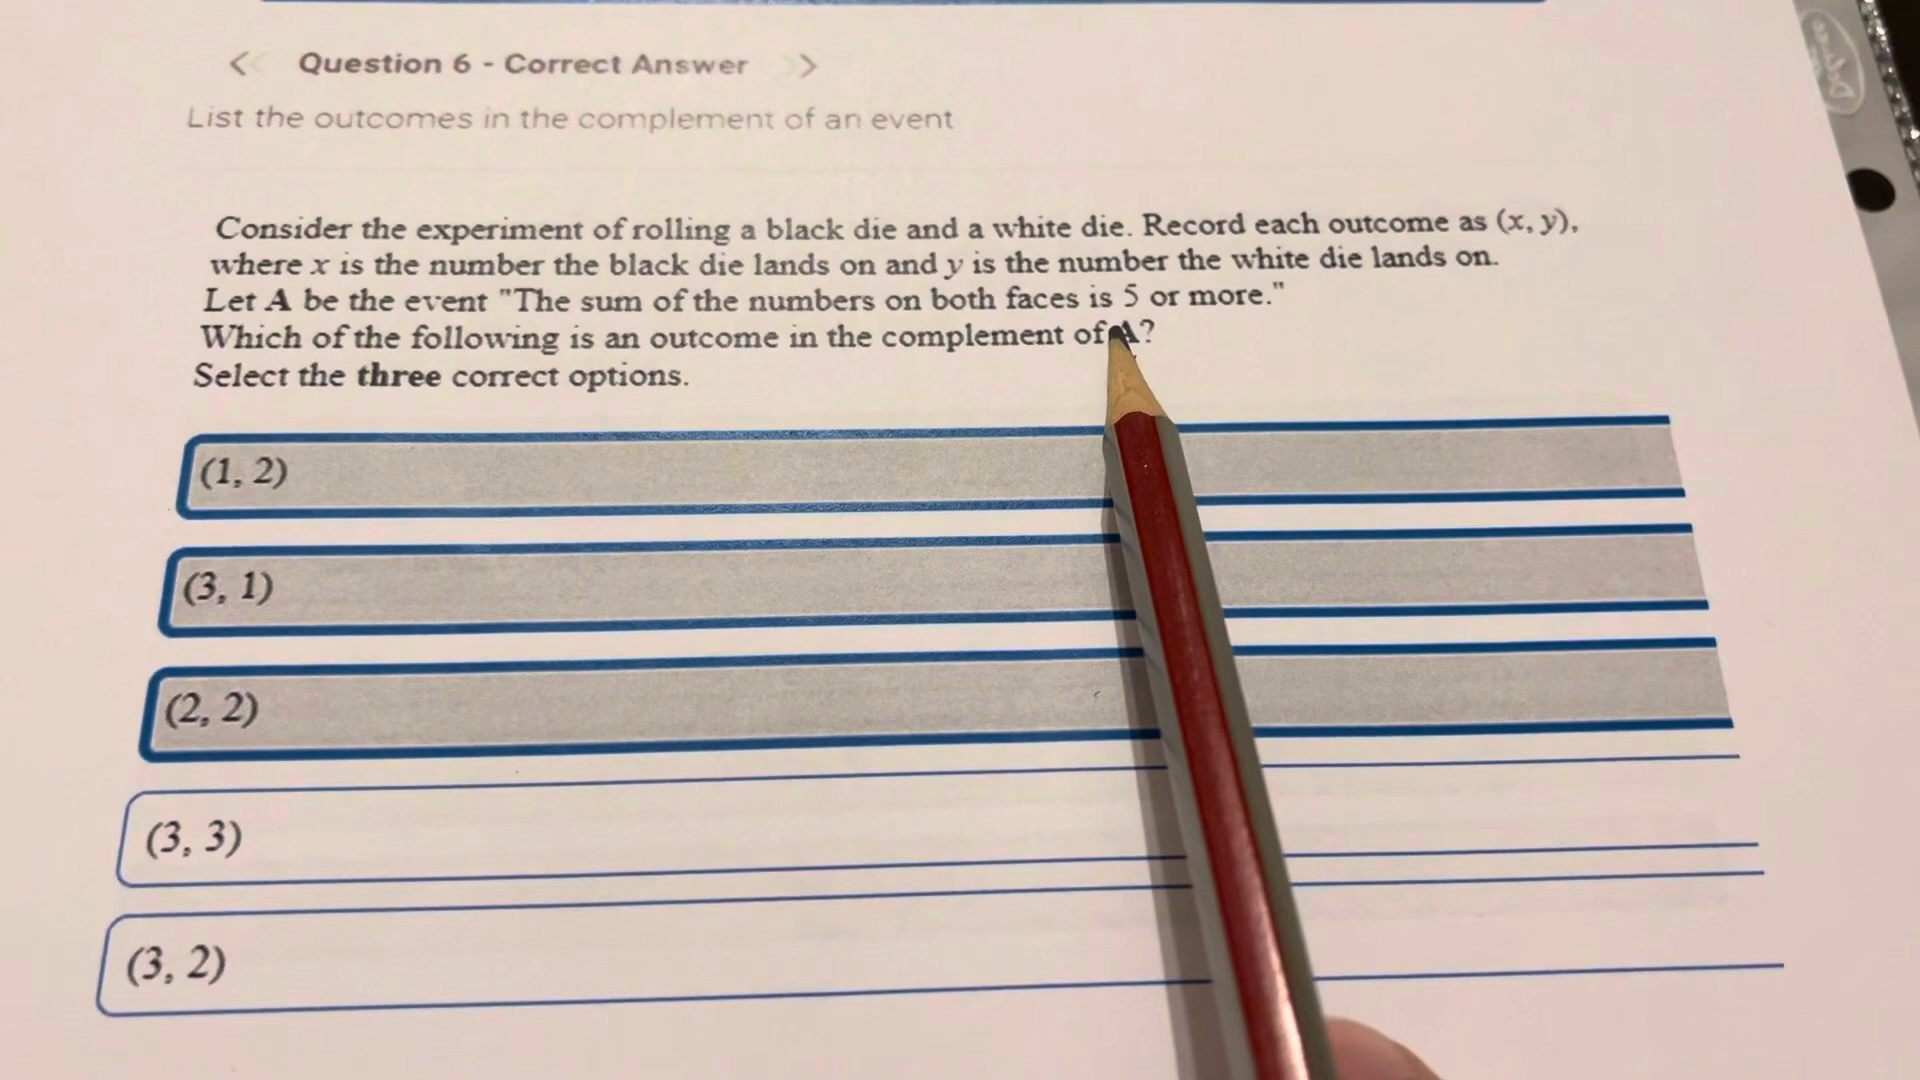 Question 6 - Correct Answer
List the outcomes in the complement of an event
Consider the experiment of rolling a black die and a white die. Record each outcome as (x, y),
where x is the number the black die lands on and y is the number the white die lands on.
Let A be the event "The sum of the numbers on both faces is 5 or more."
Which of the following is an outcome in the complement of A?
Select the three correct options.
(1, 2)
(3, 1)
(2, 2)
(3, 3)
(3, 2)